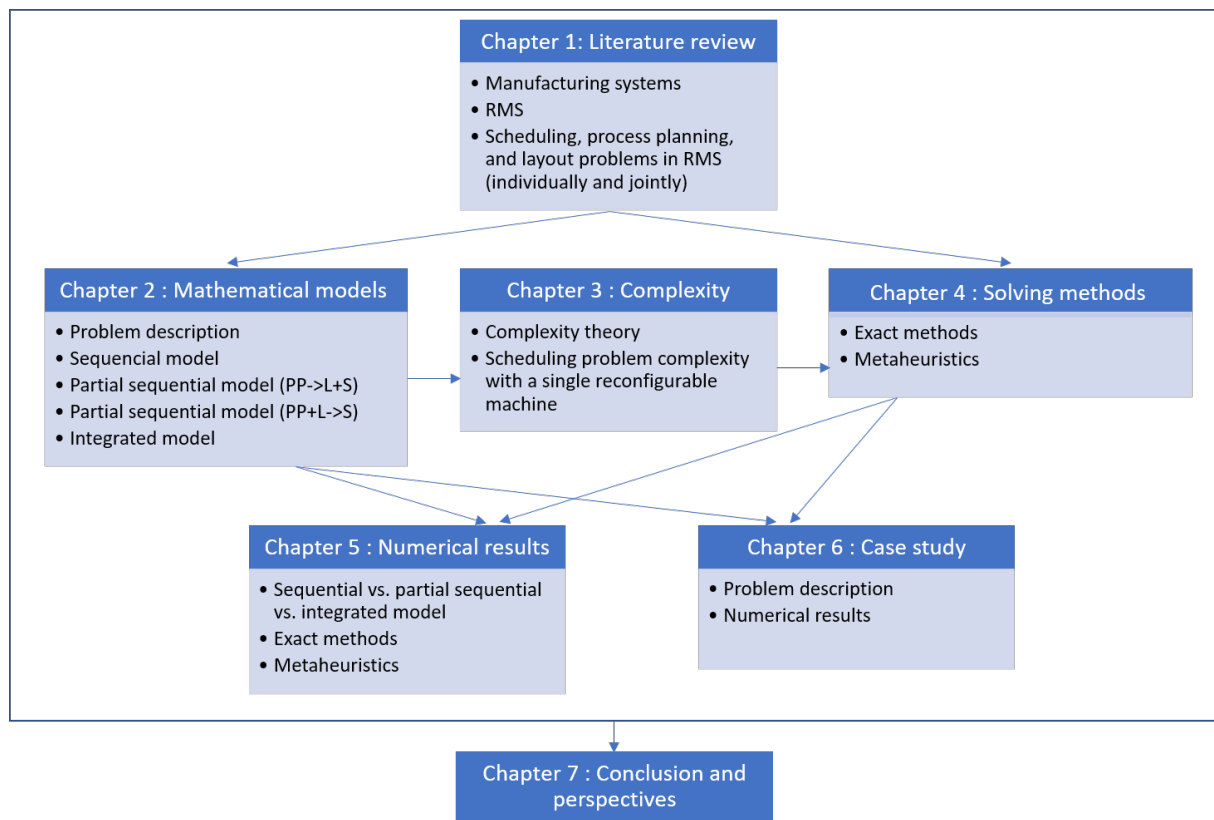 Chapter 1: Literature review
• Manufacturing systems
• RMS
• Scheduling, process planning,
and layout problems in RMS
(individually and jointly)
Chapter 2 : Mathematical models
• Problem description
• Sequencial model
• Partial sequential model (PP->L+S)
• Partial sequential model (PP+L->S)
• Integrated model
Chapter 3 : Complexity
• Complexity theory
• Scheduling problem complexity
with a single reconfigurable
machine
Chapter 4 : Solving methods
• Exact methods
• Metaheuristics
Chapter 5 : Numerical results
• Sequential vs. partial sequential
vs. integrated model
• Exact methods
• Metaheuristics
Chapter 6 : Case study
• Problem description
• Numerical results
Chapter 7 : Conclusion and
perspectives